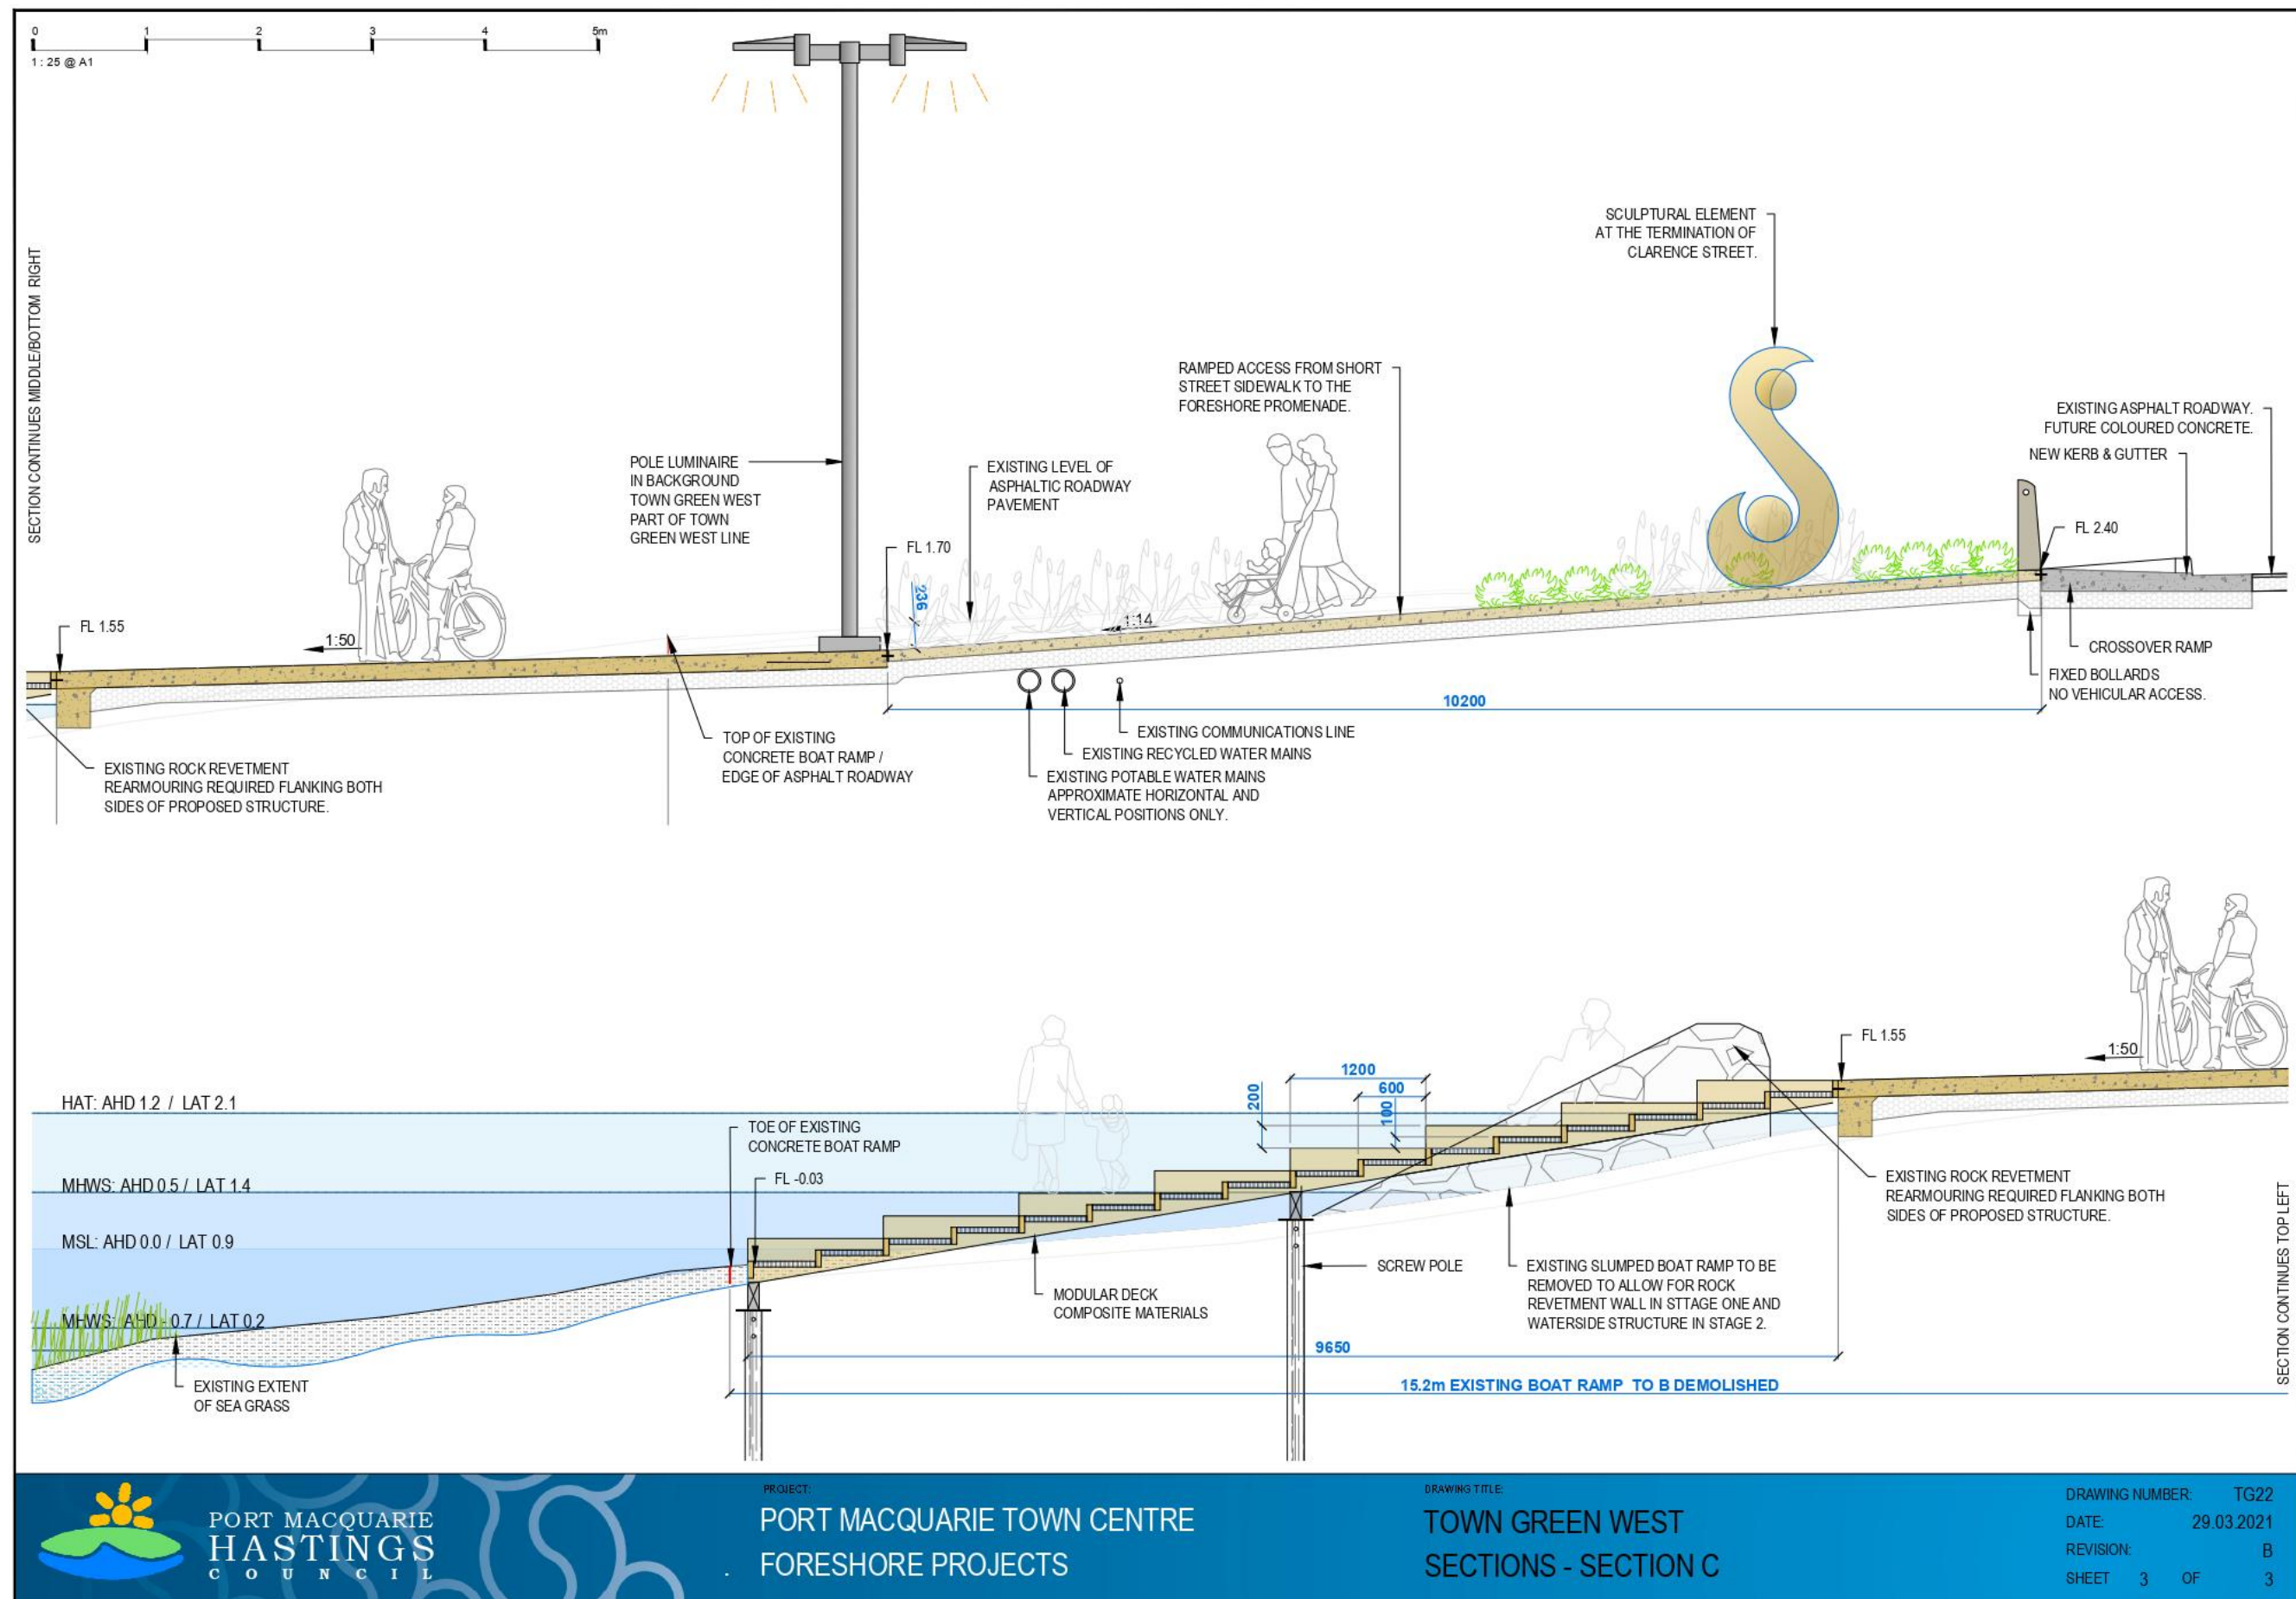 0 1 2 3 4 5m
1 : 25 @ A1
SECTION CONTINUES MIDDLE/BOTTOM RIGHT
SCULPTURAL ELEMENT
AT THE TERMINATION OF
CLARENCE STREET.
RAMPED ACCESS FROM SHORT
STREET SIDEWALK TO THE
FORESHORE PROMENADE.
EXISTING ASPHALT ROADWAY.
FUTURE COLOURED CONCRETE.
NEW KERB & GUTTER
POLE LUMINAIRE
IN BACKGROUND
TOWN GREEN WEST
PART OF TOWN
GREEN WEST LINE
EXISTING LEVEL OF
ASPHALTIC ROADWAY
PAVEMENT
FL 2.40
FL 1.70
236
FL 1.55
1:50
1:14
CROSSOVER RAMP
FIXED BOLLARDS
NO VEHICULAR ACCESS.
10200
EXISTING COMMUNICATIONS LINE
EXISTING RECYCLED WATER MAINS
EXISTING POTABLE WATER MAINS
APPROXIMATE HORIZONTAL AND
VERTICAL POSITIONS ONLY.
TOP OF EXISTING
CONCRETE BOAT RAMP /
EDGE OF ASPHALT ROADWAY
EXISTING ROCK REVETMENT
REARMOURING REQUIRED FLANKING BOTH
SIDES OF PROPOSED STRUCTURE.
FL 1.55
1:50
1200
600
200
100
HAT: AHD 1.2 / LAT 2.1
TOE OF EXISTING
CONCRETE BOAT RAMP
FL -0.03
MHWS: AHD 0.5 / LAT 1.4
MSL: AHD 0.0 / LAT 0.9
MHWS: AHD - 0.7 / LAT 0.2
EXISTING ROCK REVETMENT
REARMOURING REQUIRED FLANKING BOTH
SIDES OF PROPOSED STRUCTURE.
SCREW POLE
EXISTING SLUMPED BOAT RAMP TO BE
REMOVED TO ALLOW FOR ROCK
REVETMENT WALL IN STTAGE ONE AND
WATERSIDE STRUCTURE IN STAGE 2.
MODULAR DECK
COMPOSITE MATERIALS
9650
15.2m EXISTING BOAT RAMP TO B DEMOLISHED
EXISTING EXTENT
OF SEA GRASS
SECTION CONTINUES TOP LEFT
PORT MACQUARIE
HASTINGS
COUNCIL
PROJECT:
PORT MACQUARIE TOWN CENTRE
. FORESHORE PROJECTS
DRAWING TITLE:
TOWN GREEN WEST
SECTIONS - SECTION C
DRAWING NUMBER: TG22
DATE: 29.03.2021
REVISION: B
SHEET 3 OF 3